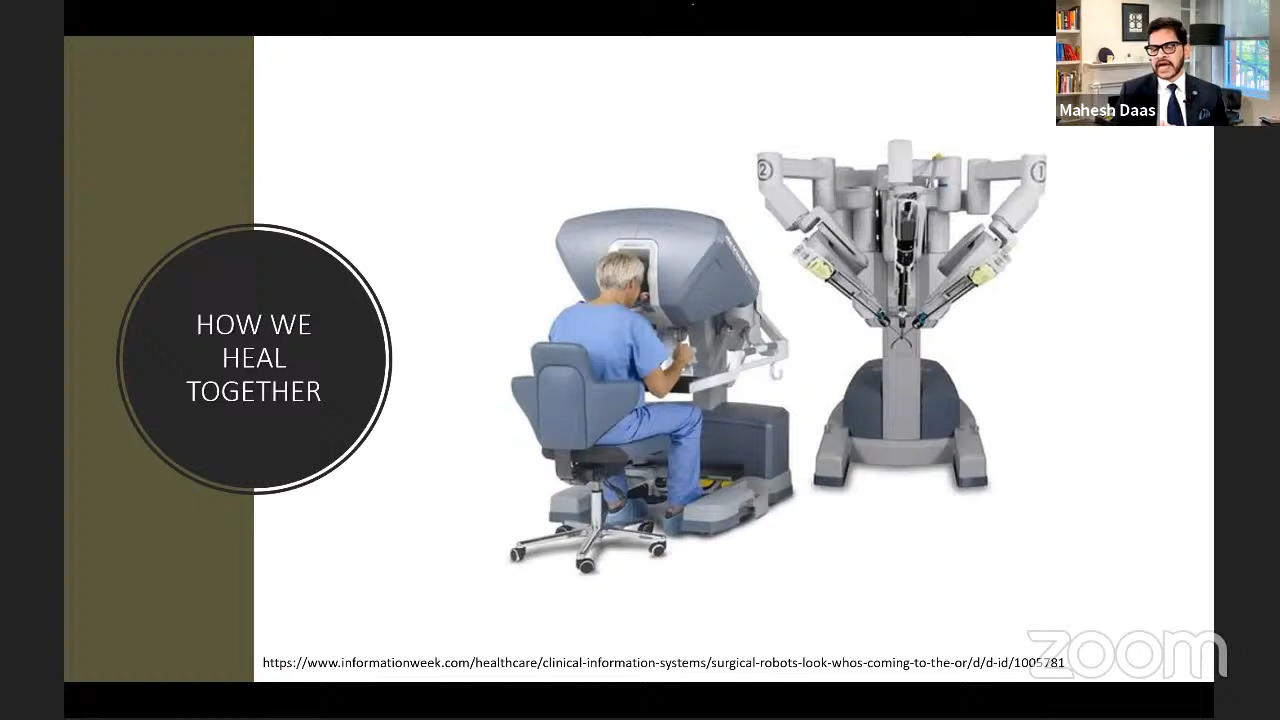 Mahesh Daas
2
1
HOW WE
HEAL
TOGETHER
https://www.informationweek.com/healthcare/clinical-information-systems/surgical-robots-look-whos-coming-to-the-or/d/d-id/1005781
zoom